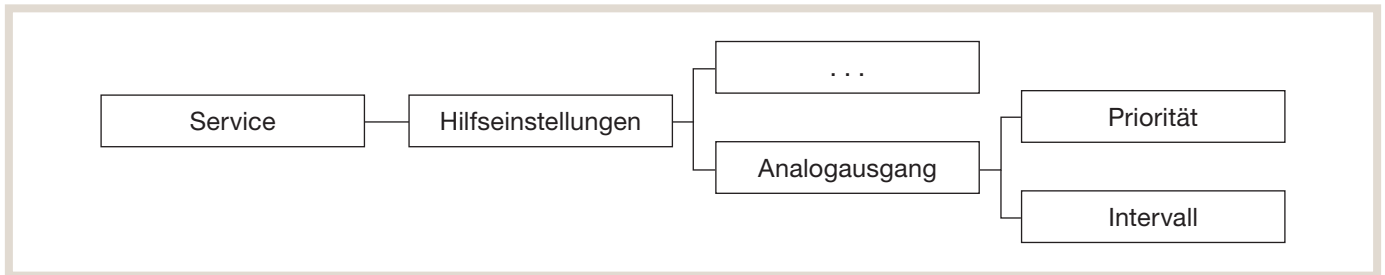 Service
Hilfseinstellungen
. . .
Analogausgang
Priorität
Intervall